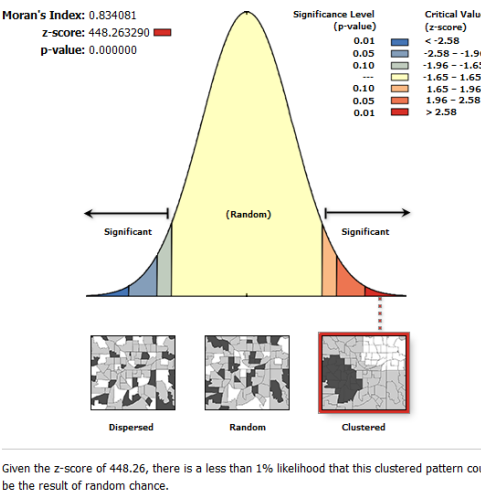 Moran's Index: 0.834081
z-score: 448.263290
p-value: 0.000000
Significance Level
(p-value)
Critical Valu
(z-score)
0.01 < -2.58
0.05 -2.58 – -1.9
0.10 -1.96 – -1.65
--- -1.65 – 1.65
0.10 1.65 – 1.96
0.05 1.96 – 2.58
0.01 > 2.58
(Random)
Significant Significant
Dispersed Random Clustered
Given the z-score of 448.26, there is a less than 1% likelihood that this clustered pattern cou
be the result of random chance.